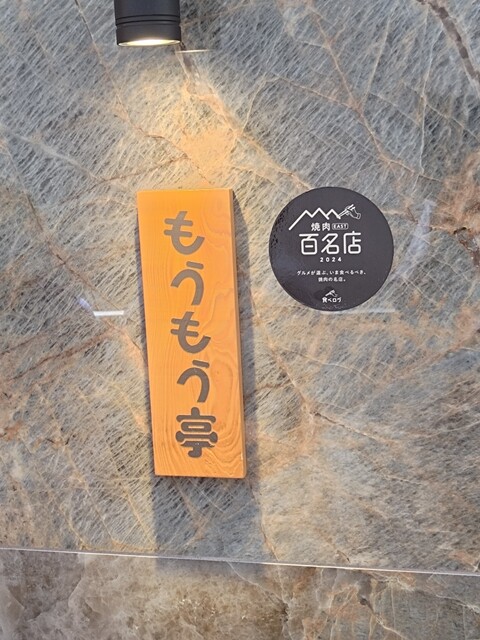 もうもう亭
焼肉 EAST
百名店
2024
グルメが選ぶ、いま食べるべき、
焼肉の名店。
食べログ